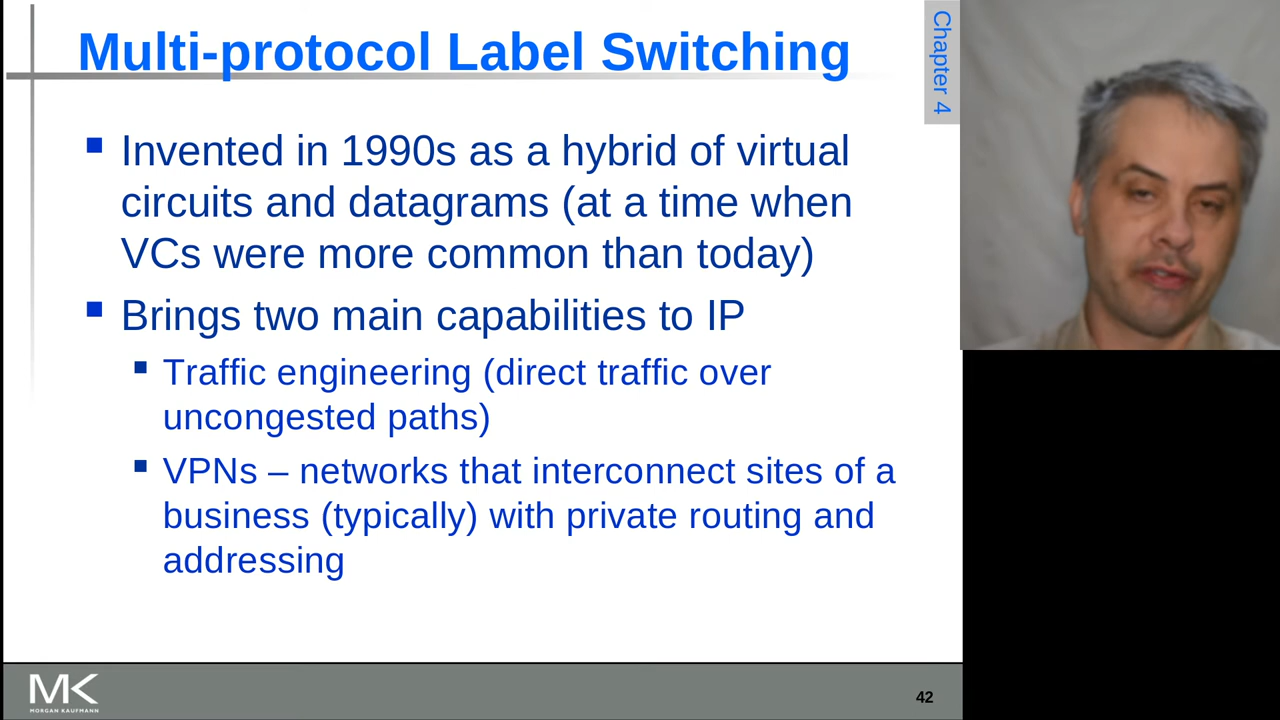 Multi-protocol Label Switching
Chapter 4
Invented in 1990s as a hybrid of virtual
circuits and datagrams (at a time when
VCs were more common than today)
Brings two main capabilities to IP
Traffic engineering (direct traffic over
uncongested paths)
VPNs – networks that interconnect sites of a
business (typically) with private routing and
addressing
MK
MORGAN KAUFMANN
42